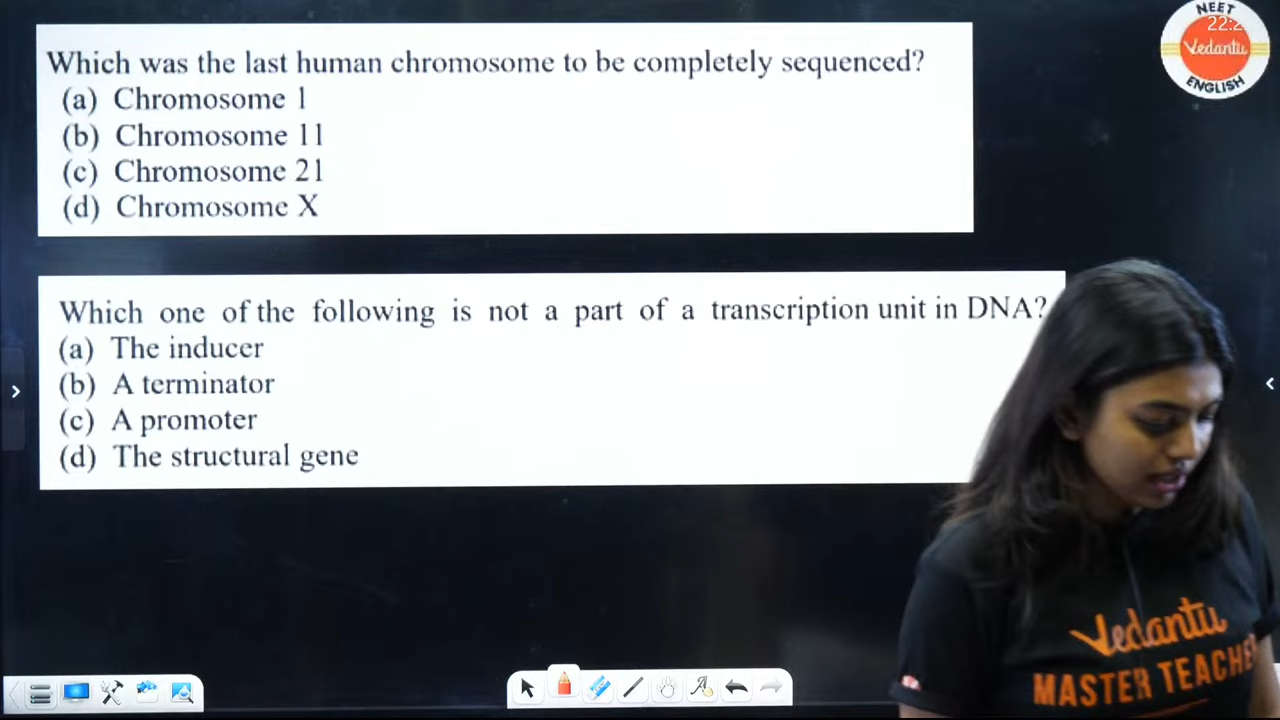 Which was the last human chromosome to be completely sequenced?
(a) Chromosome 1
(b) Chromosome 11
(c) Chromosome 21
(d) Chromosome X
Which one of the following is not a part of a transcription unit in DNA?
(a) The inducer
(b) A terminator
(c) A promoter
(d) The structural gene
NEET
Vedantu
ENGLISH
Vedantu
MASTER TEACHE